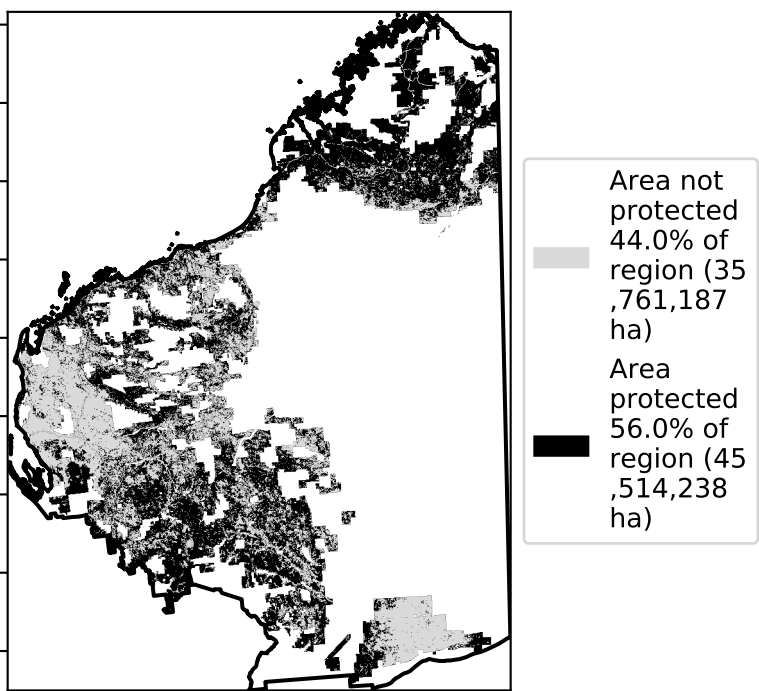 Area not
protected
44.0% of
region (35
,761,187
ha)
Area
protected
56.0% of
region (45
,514,238
ha)